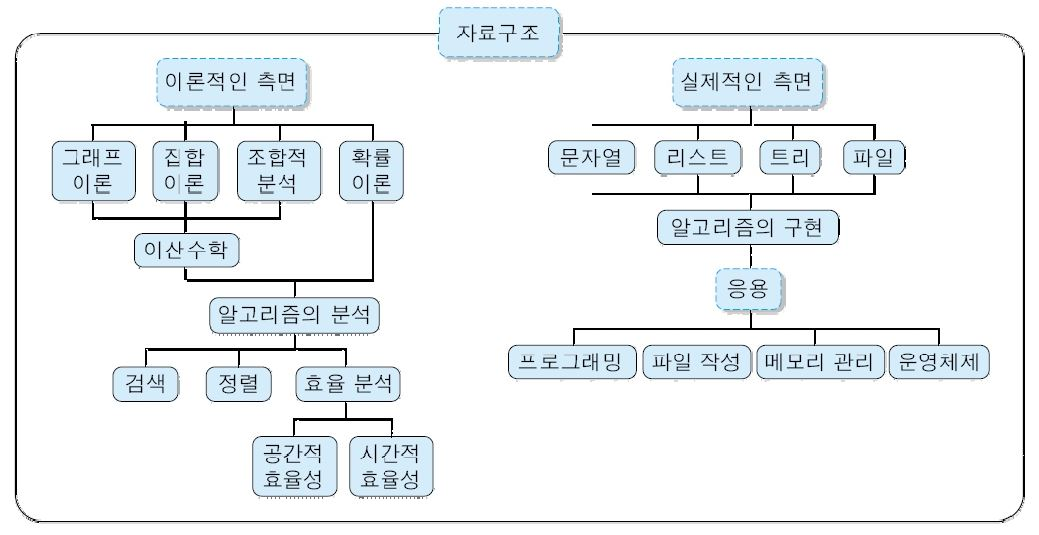 자료구조
이론적인 측면
그래프
이론
집합
이론
조합적
분석
확률
이론
이산수학
알고리즘의 분석
검색
정렬
효율 분석
공간적
효율성
시간적
효율성
실제적인 측면
문자열
리스트
트리
파일
알고리즘의 구현
응용
프로그래밍
파일 작성
메모리 관리
운영체제